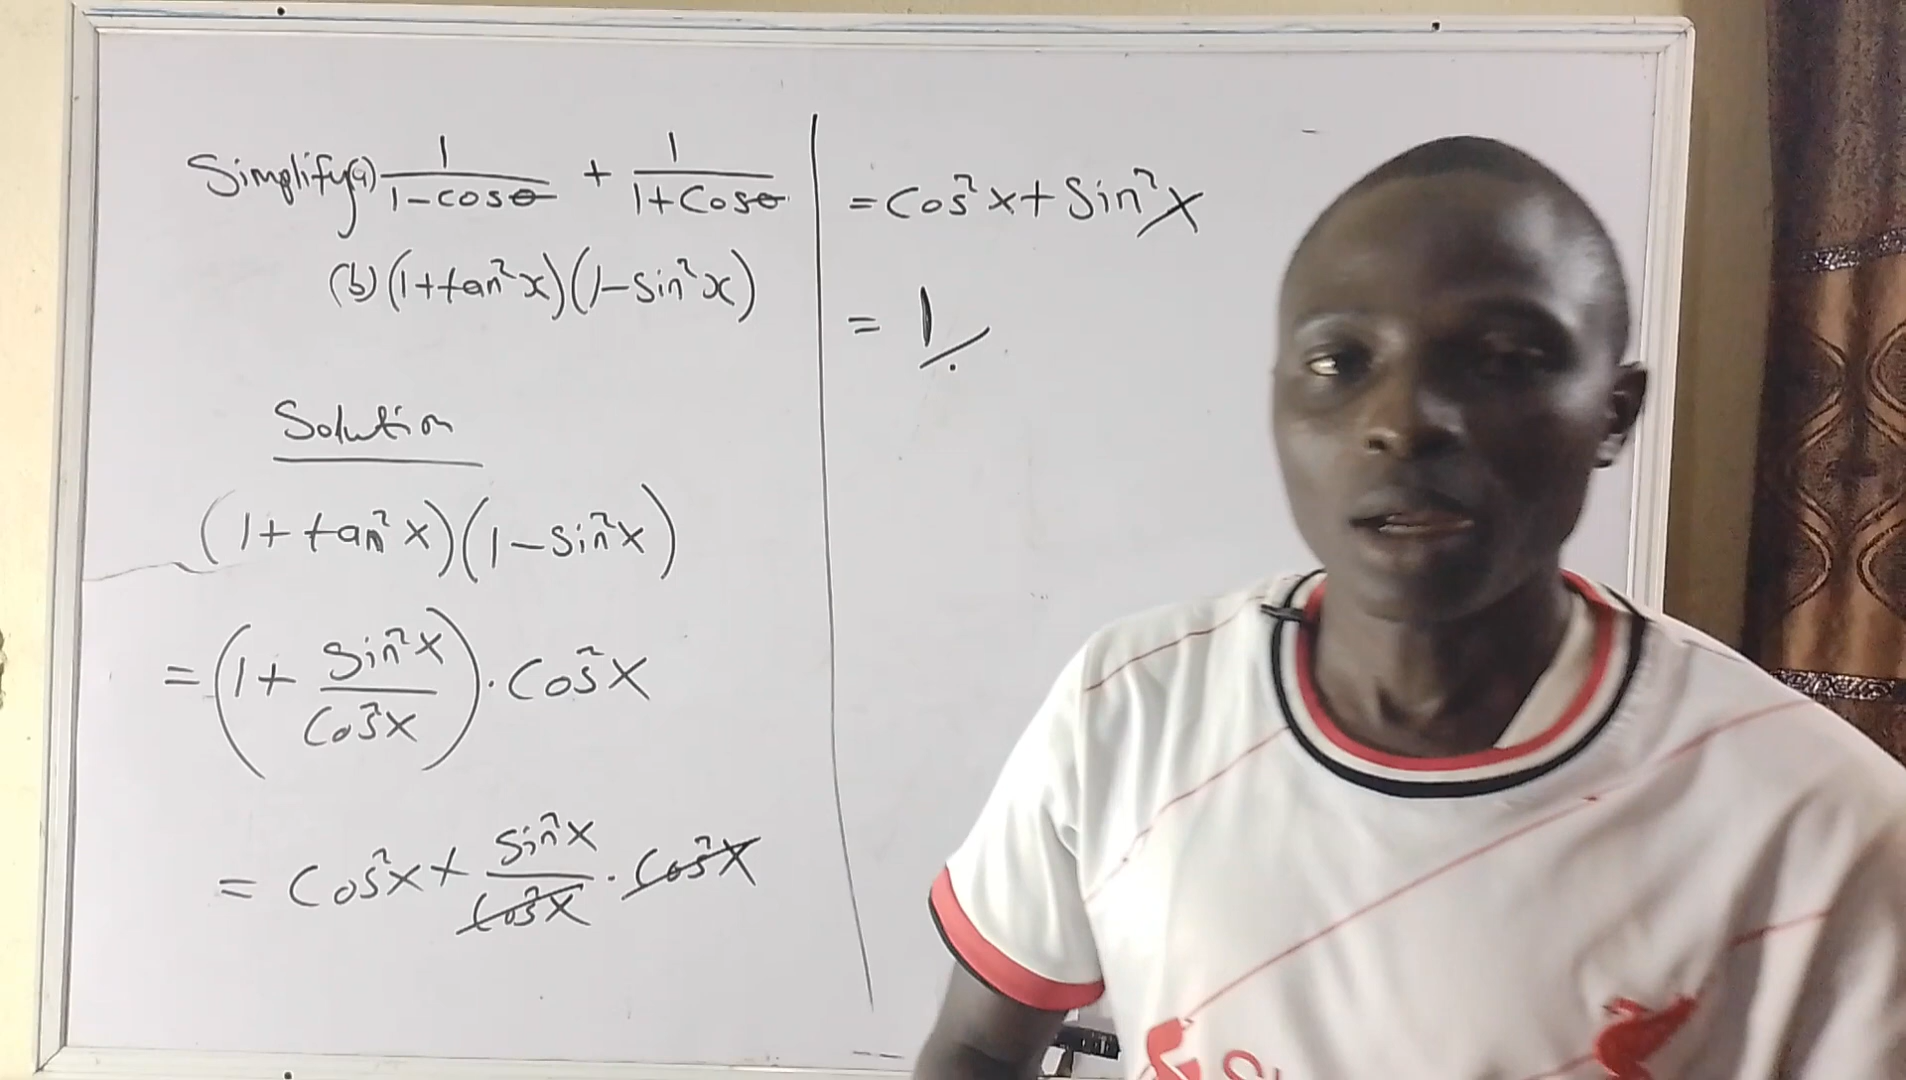 Simplify (a) 1/(1-cosθ) + 1/(1+Cosθ)
(b) (1+tan²x)(1-sin²x)
Solution
(1+tan²x)(1-sin²x)
= (1+ Sin²x/Cos²x) · Cos²x
= Cos²x + Sin²x/Cos²x · Cos²x
= Cos²x + Sin²x
= 1